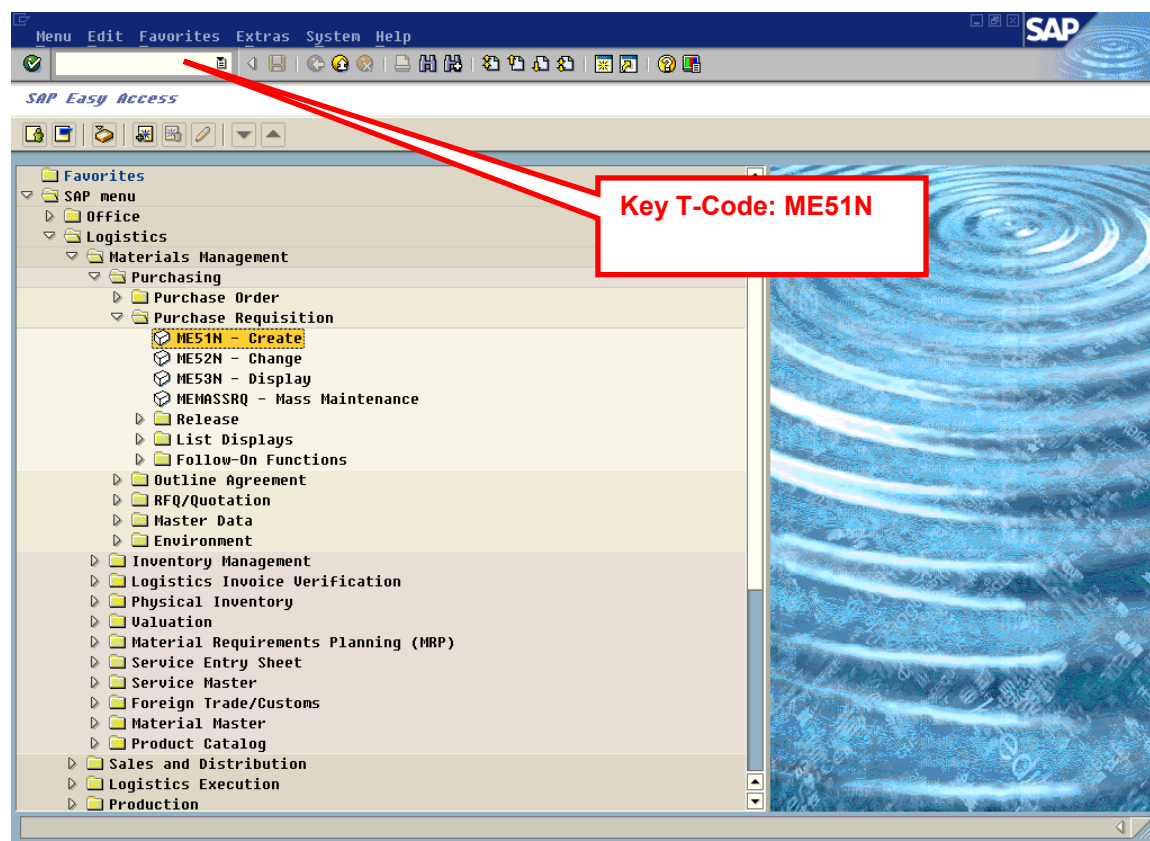 Menu Edit Favorites Extras System Help
SAP
SAP Easy Access
Key T-Code: ME51N
Favorites
SAP menu
Office
Logistics
Materials Management
Purchasing
Purchase Order
Purchase Requisition
ME51N - Create
ME52N - Change
ME53N - Display
MEMASSRQ - Mass Maintenance
Release
List Displays
Follow-On Functions
Outline Agreement
RFQ/Quotation
Master Data
Environment
Inventory Management
Logistics Invoice Verification
Physical Inventory
Valuation
Material Requirements Planning (MRP)
Service Entry Sheet
Service Master
Foreign Trade/Customs
Material Master
Product Catalog
Sales and Distribution
Logistics Execution
Production